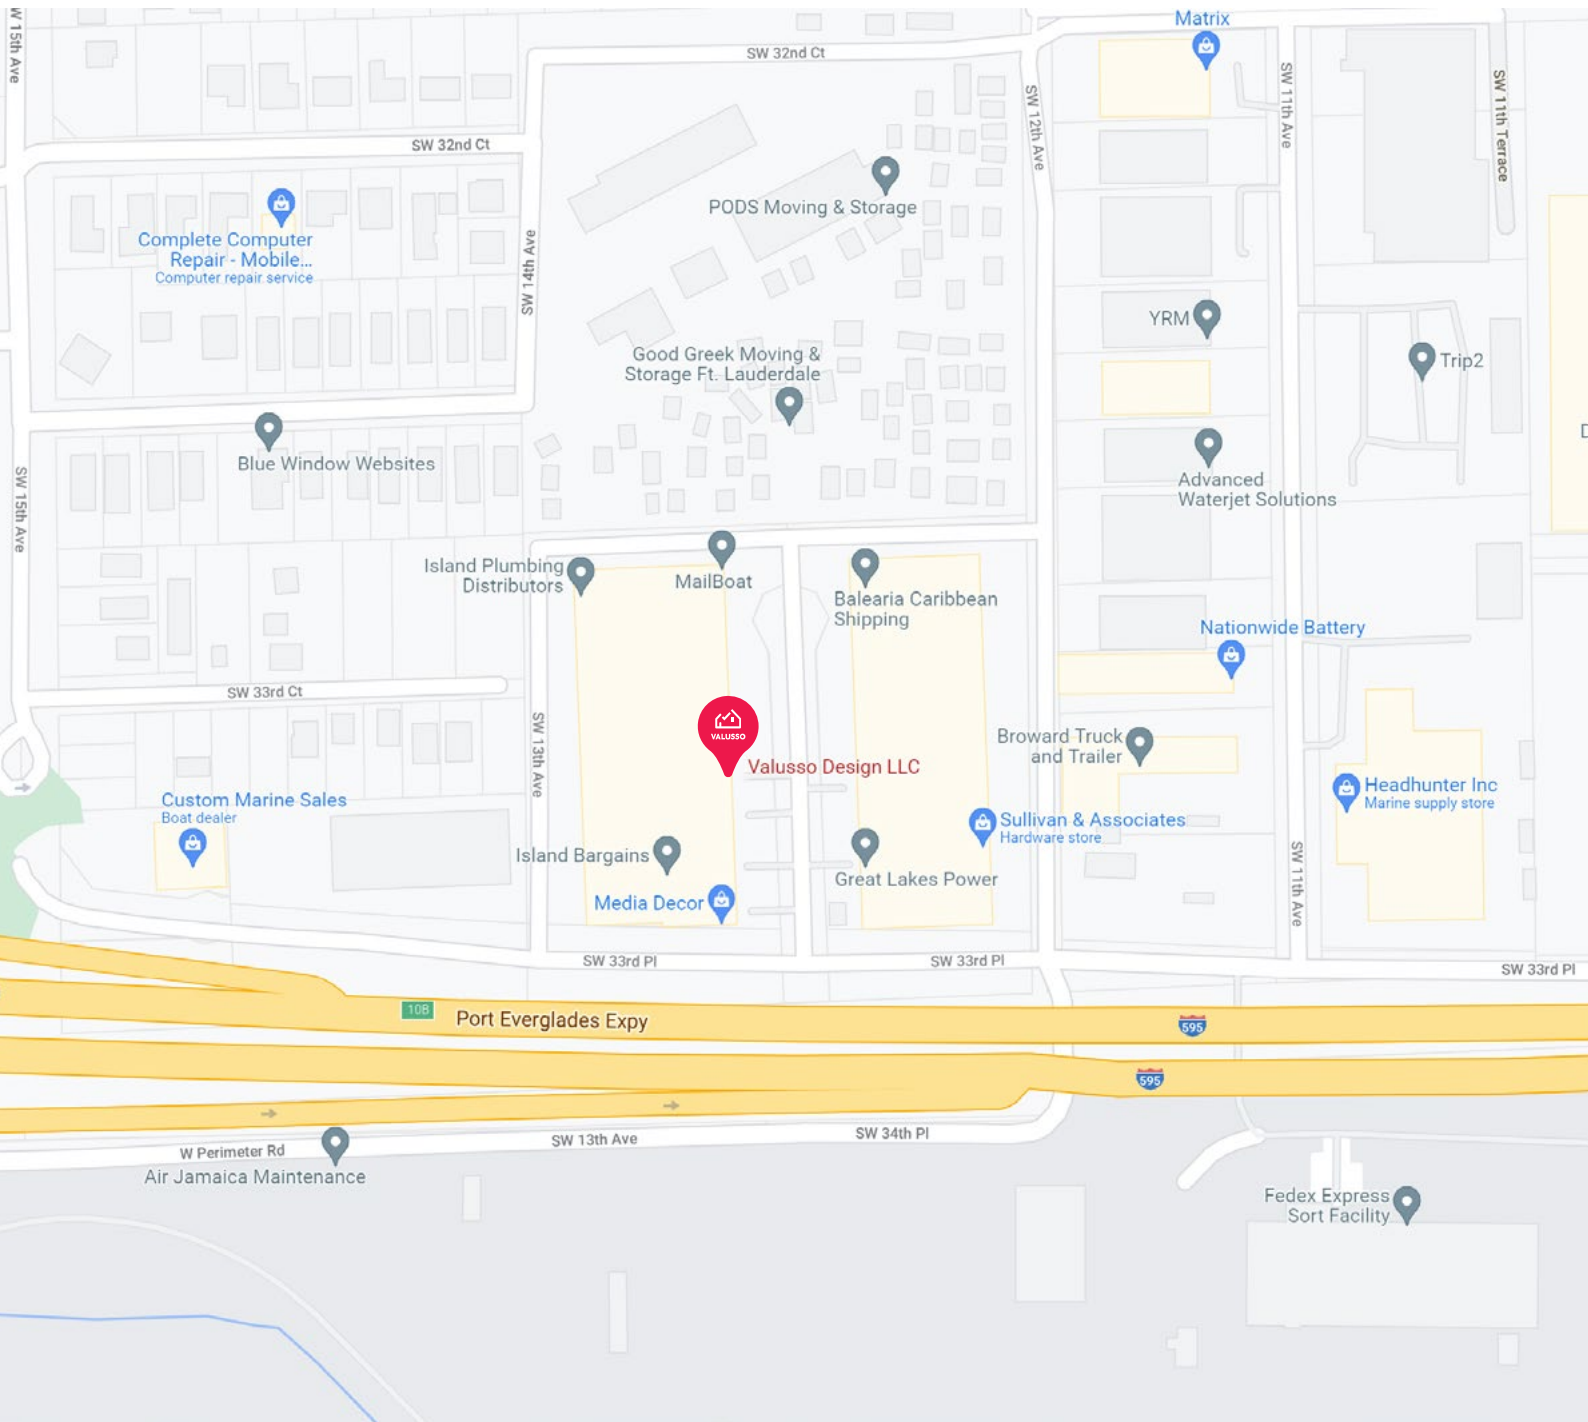 W 15th Ave
Matrix
SW 32nd Ct
SW 32nd Ct
SW 12th Ave
SW 11th Ave
SW 11th Terrace
PODS Moving & Storage
Complete Computer
Repair - Mobile...
Computer repair service
SW 14th Ave
YRM
Trip2
Good Greek Moving &
Storage Ft. Lauderdale
D
Blue Window Websites
SW 15th Ave
Advanced
Waterjet Solutions
Island Plumbing
Distributors
MailBoat
Balearia Caribbean
Shipping
Nationwide Battery
SW 33rd Ct
SW 13th Ave
VALUSSO
Valusso Design LLC
Broward Truck
and Trailer
Headhunter Inc
Marine supply store
Custom Marine Sales
Boat dealer
Sullivan & Associates
Hardware store
Island Bargains
Great Lakes Power
SW 11th Ave
Media Decor
SW 33rd Pl
SW 33rd Pl
SW 33rd Pl
10B
Port Everglades Expy
595
595
W Perimeter Rd
SW 13th Ave
SW 34th Pl
Air Jamaica Maintenance
Fedex Express
Sort Facility